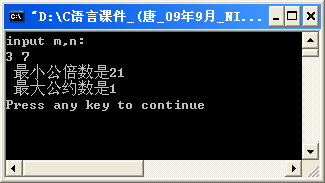 "D:\C语言课件_(唐_09年9月_NI...
input m,n:
3 7
最小公倍数是21
最大公约数是1
Press any key to continue